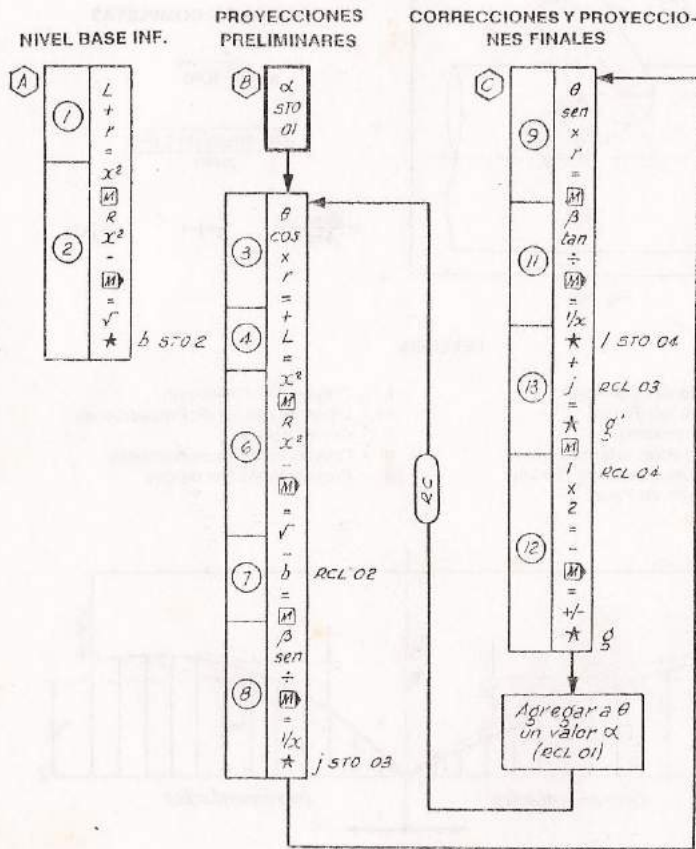 NIVEL BASE INF.
A
1
2
L
+
r
=
x²
M
R
x²
-
M
=
√
★ b STO 2
PROYECCIONES
PRELIMINARES
B
α
STO
01
3
4
6
7
8
θ
cos
x
r
=
+
L
=
x²
M
R
x²
-
M
=
√
-
b RCL 02
=
M
β
sen
÷
M
=
1/x
★ j STO 03
RC
CORRECCIONES Y PROYECCIO-
NES FINALES
C
9
11
13
12
θ
sen
x
r
=
M
β
tan
÷
M
=
1/x
★ l STO 04
+
j RCL 03
=
★ g'
M
l RCL 04
x
2
=
-
M
=
+/-
★ g
Agregar a θ
un valor α
(RCL 01)